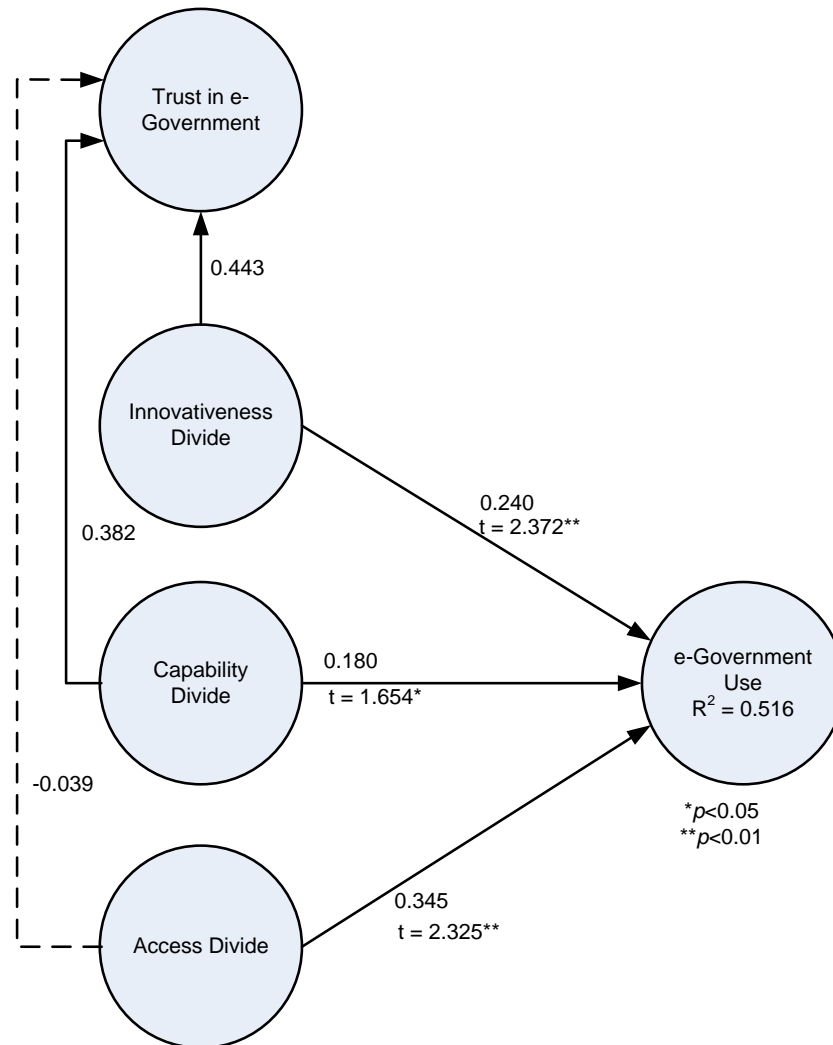 Trust in e-
Government
0.443
Innovativeness
Divide
0.240
t = 2.372**
0.382
Capability
Divide
0.180
t = 1.654*
e-Government
Use
R² = 0.516
-0.039
*p<0.05
**p<0.01
Access Divide
0.345
t = 2.325**